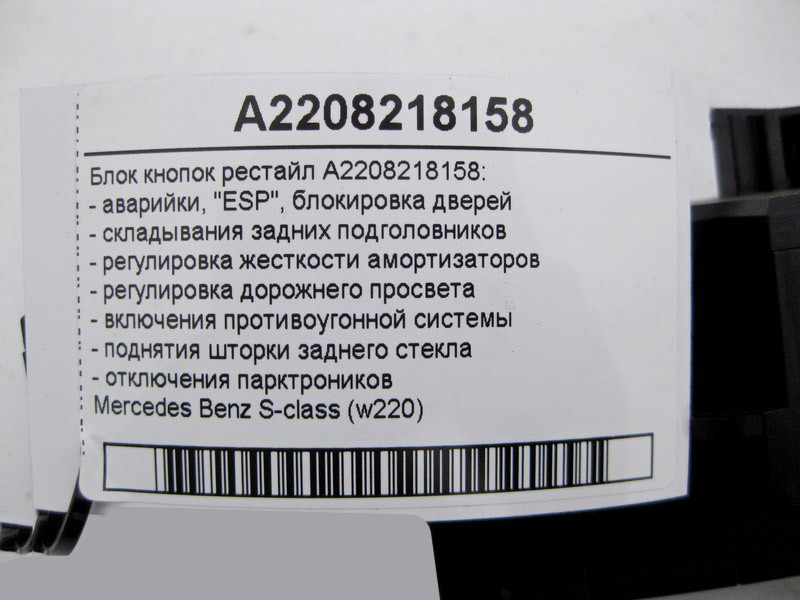 A2208218158
Блок кнопок рестайл A2208218158:
- аварийки, "ESP", блокировка дверей
- складывания задних подголовников
- регулировка жесткости амортизаторов
- регулировка дорожнего просвета
- включения противоугонной системы
- поднятия шторки заднего стекла
- отключения парктроников
Mercedes Benz S-class (w220)